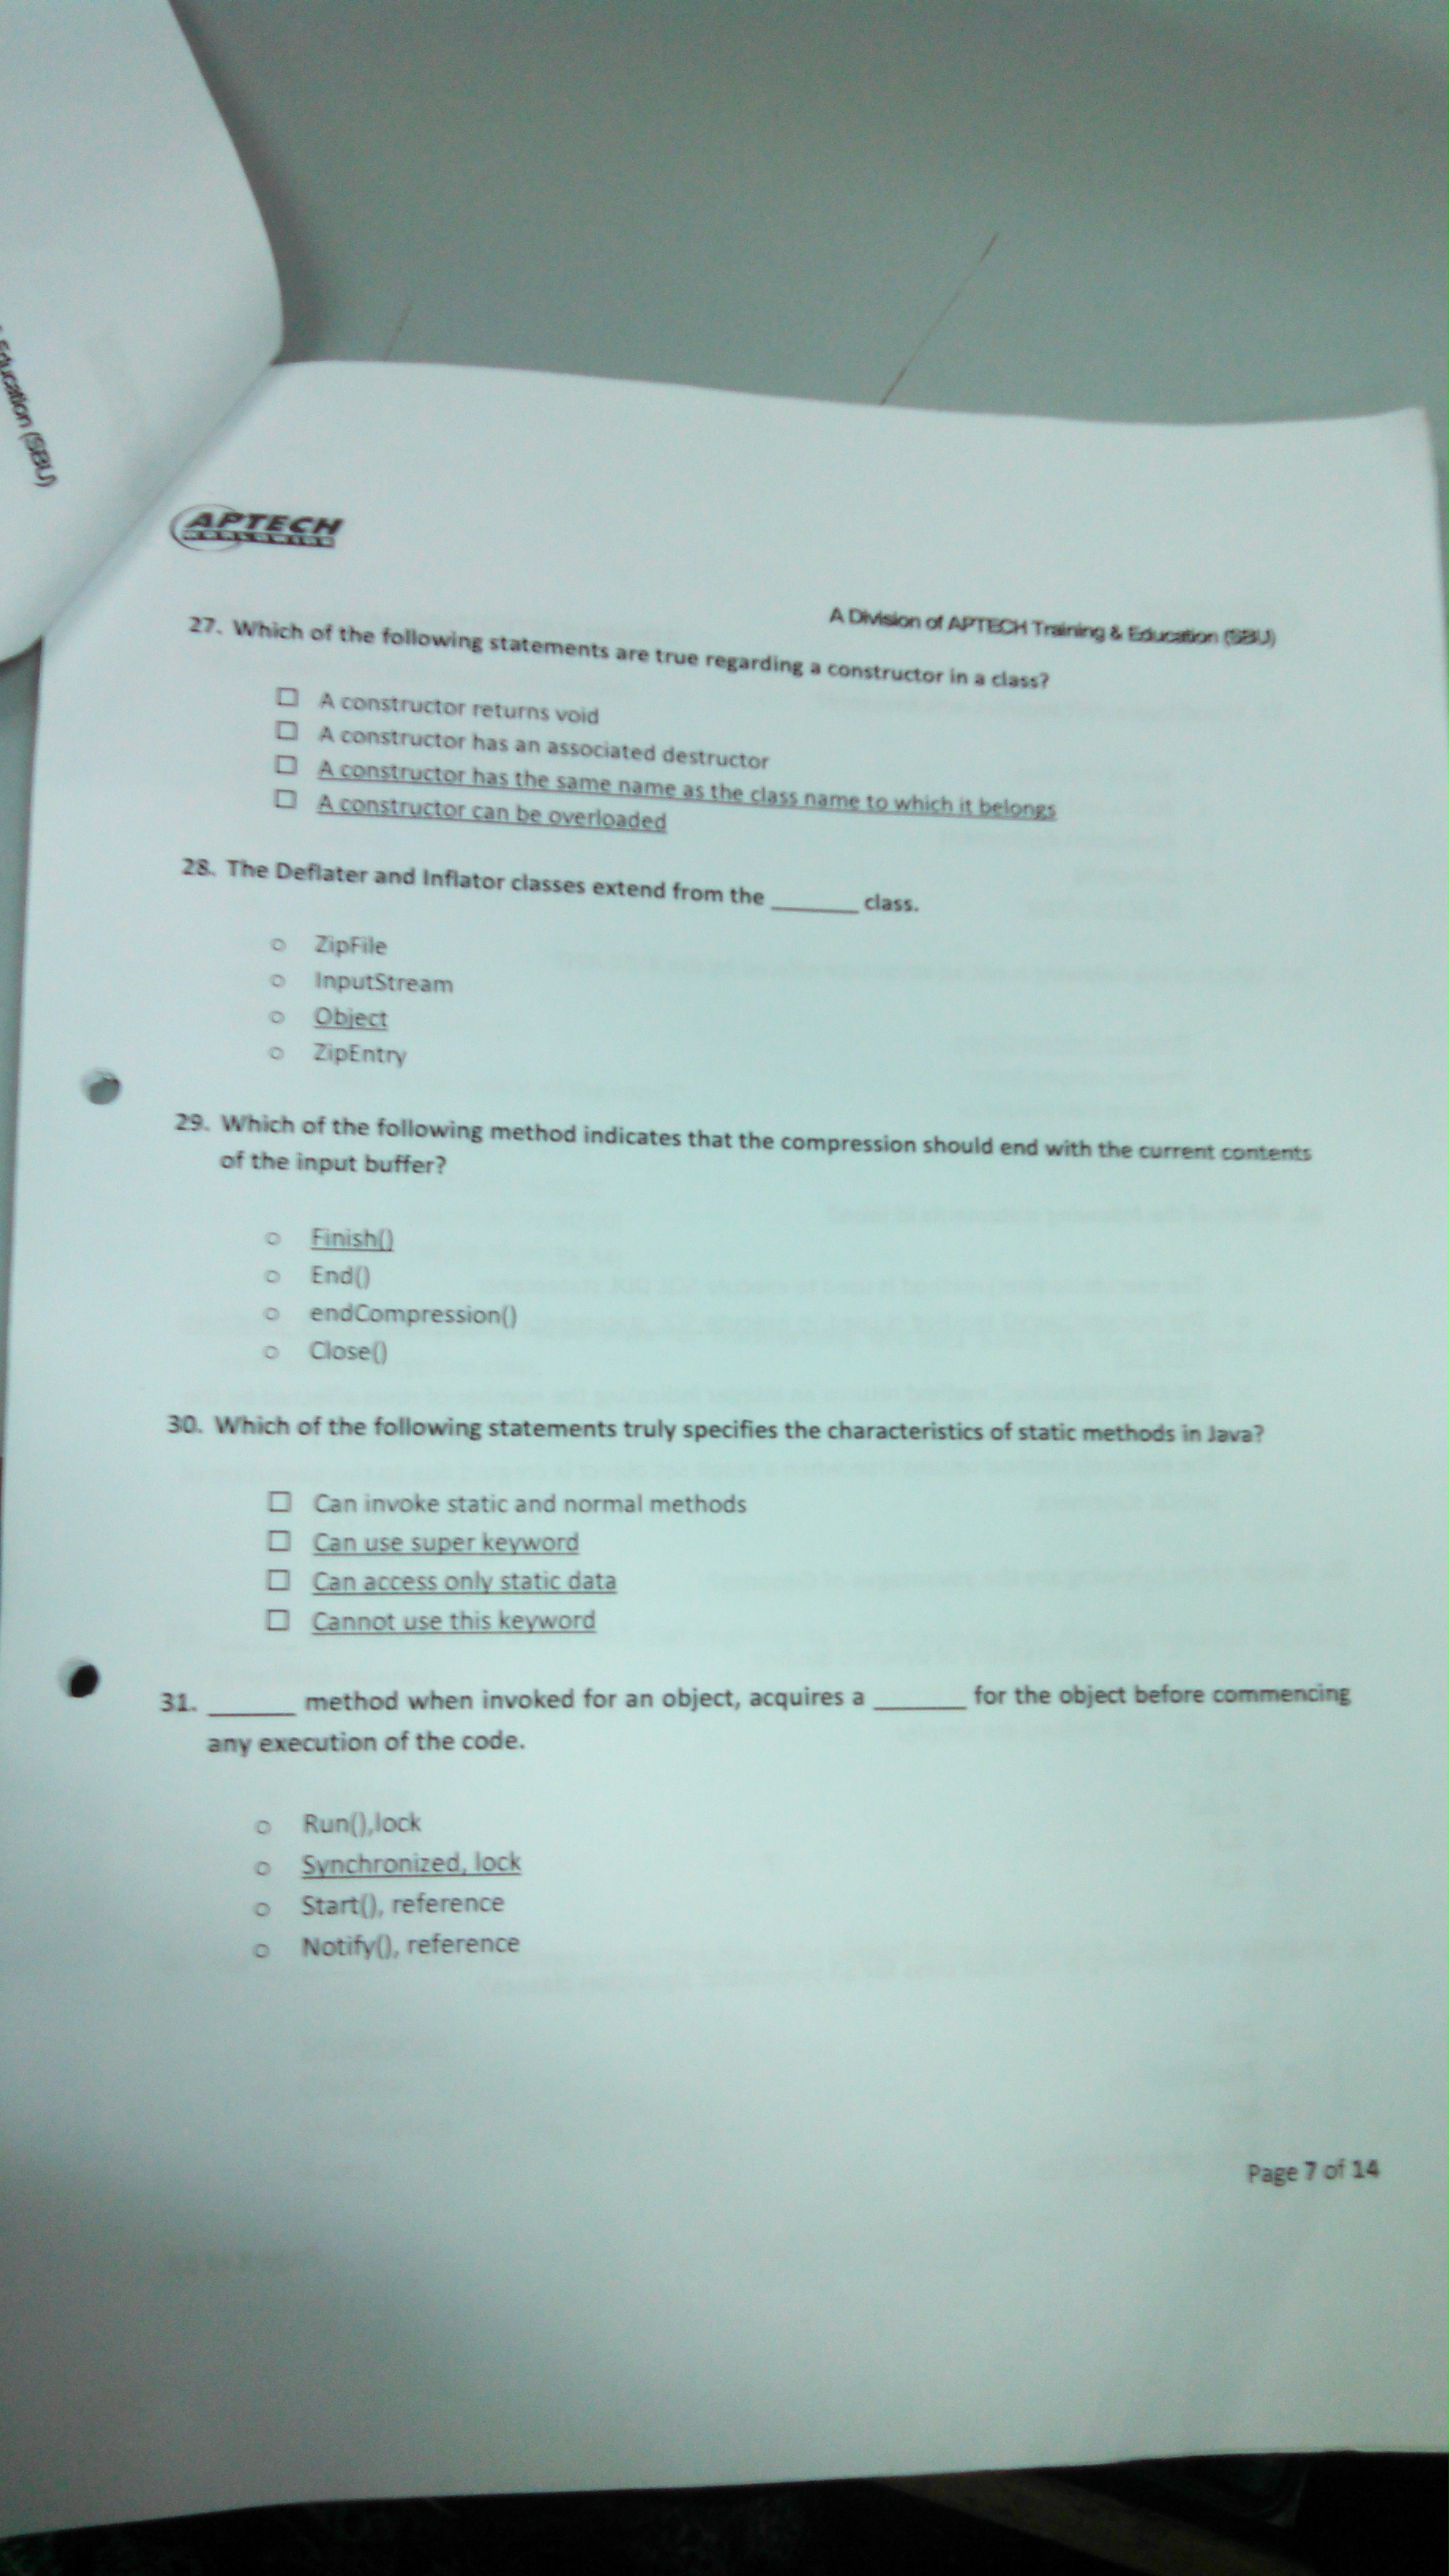 Education (SBU)
APTECH
WORLDWIDE
A Division of APTECH Training & Education (SBU)
27. Which of the following statements are true regarding a constructor in a class?
A constructor returns void
A constructor has an associated destructor
A constructor has the same name as the class name to which it belongs
A constructor can be overloaded
28. The Deflater and Inflator classes extend from the _______ class.
ZipFile
InputStream
Object
ZipEntry
29. Which of the following method indicates that the compression should end with the current contents
of the input buffer?
Finish()
End()
endCompression()
Close()
30. Which of the following statements truly specifies the characteristics of static methods in Java?
Can invoke static and normal methods
Can use super keyword
Can access only static data
Cannot use this keyword
31. _______ method when invoked for an object, acquires a _______ for the object before commencing
any execution of the code.
Run(),lock
Synchronized, lock
Start(), reference
Notify(), reference
Page 7 of 14